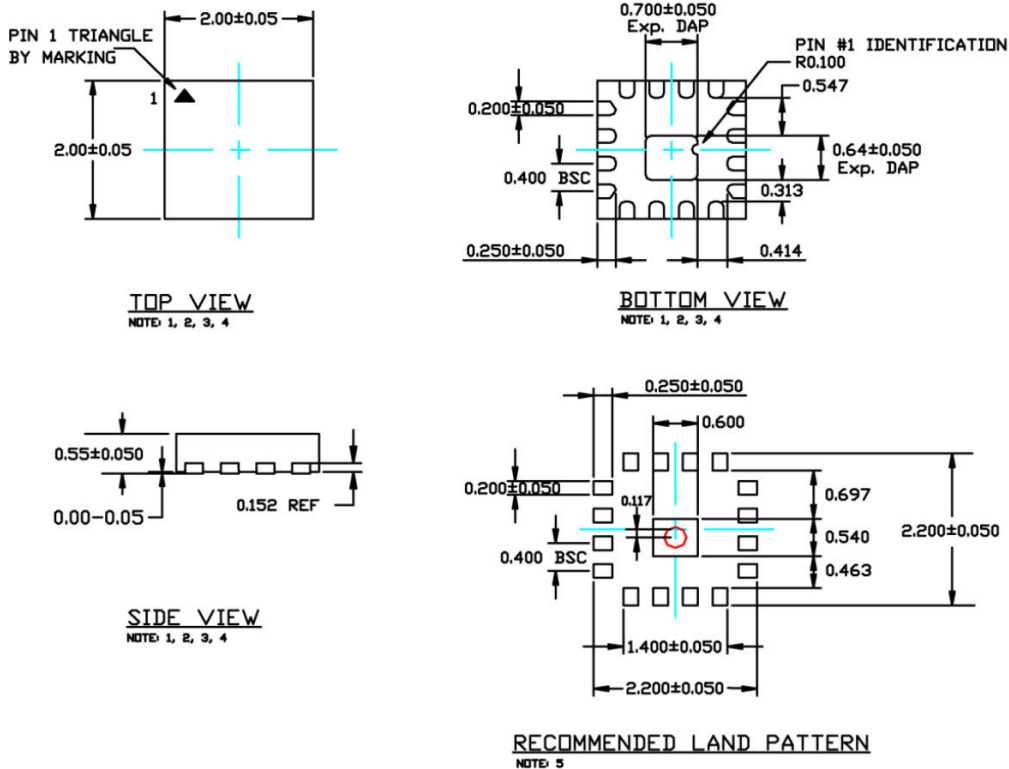 2.00±0.05
PIN 1 TRIANGLE
BY MARKING
1
2.00±0.05
TOP VIEW
NOTE: 1, 2, 3, 4
0.700±0.050
Exp. DAP
PIN #1 IDENTIFICATION
R0.100
0.547
0.200±0.050
0.64±0.050
Exp. DAP
0.400 BSC
0.313
0.250±0.050
0.414
BOTTOM VIEW
NOTE: 1, 2, 3, 4
0.55±0.050
0.152 REF
0.00-0.05
SIDE VIEW
NOTE: 1, 2, 3, 4
0.250±0.050
0.600
0.200±0.050
0.117
0.697
2.200±0.050
0.540
0.400 BSC
0.463
1.400±0.050
2.200±0.050
RECOMMENDED LAND PATTERN
NOTE: 5